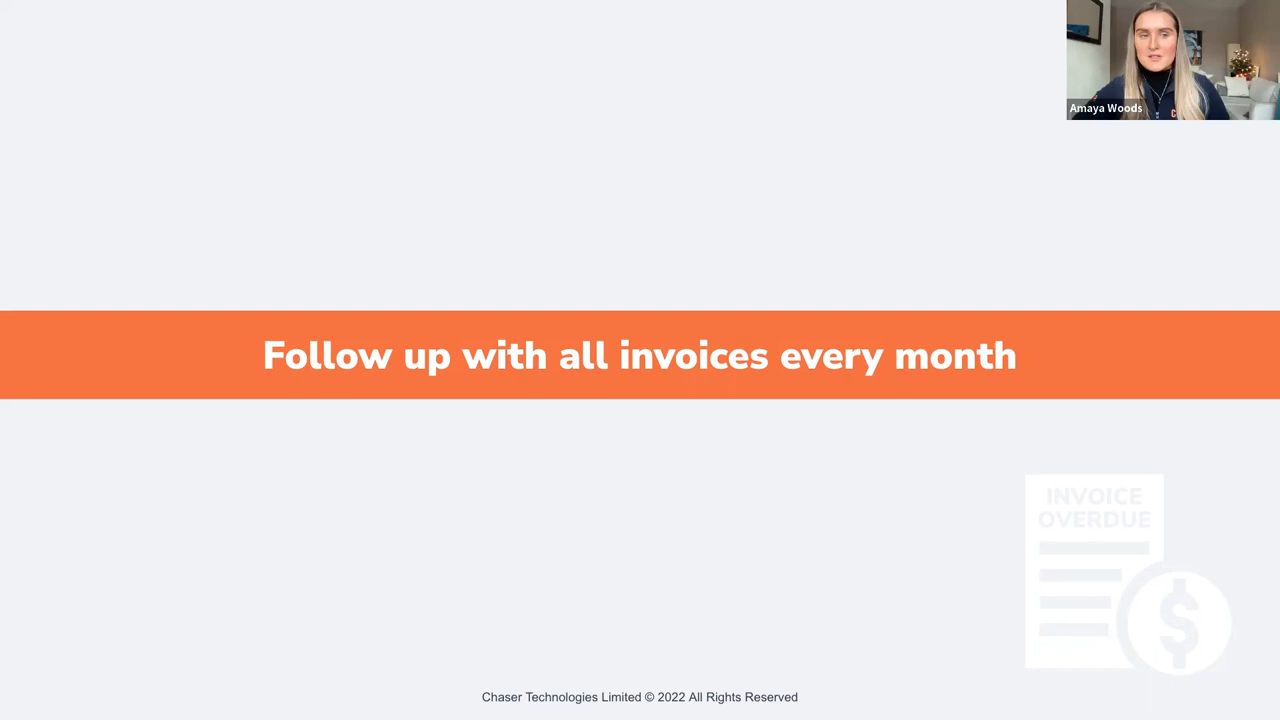 Amaya Woods
Follow up with all invoices every month
INVOICE
OVERDUE
$
Chaser Technologies Limited © 2022 All Rights Reserved